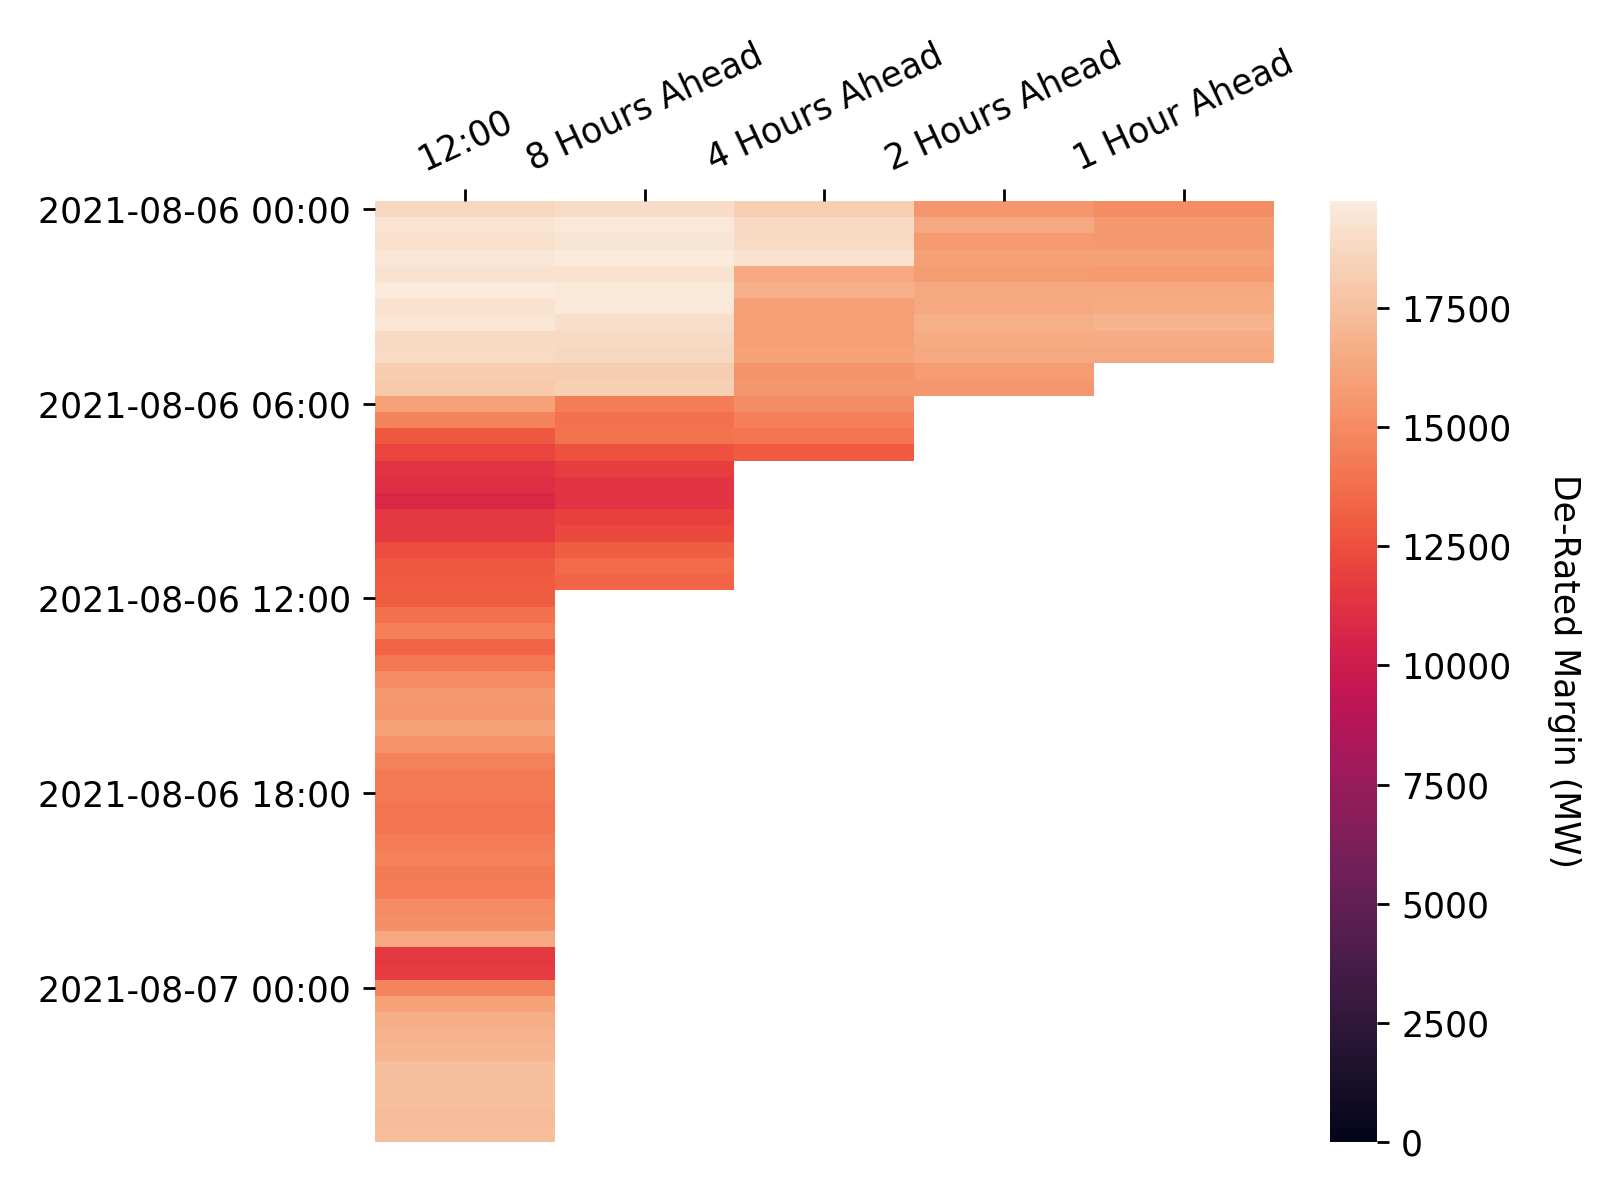 12:00
8 Hours Ahead
4 Hours Ahead
2 Hours Ahead
1 Hour Ahead
2021-08-06 00:00
2021-08-06 06:00
2021-08-06 12:00
2021-08-06 18:00
2021-08-07 00:00
17500
15000
12500
10000
7500
5000
2500
0
De-Rated Margin (MW)